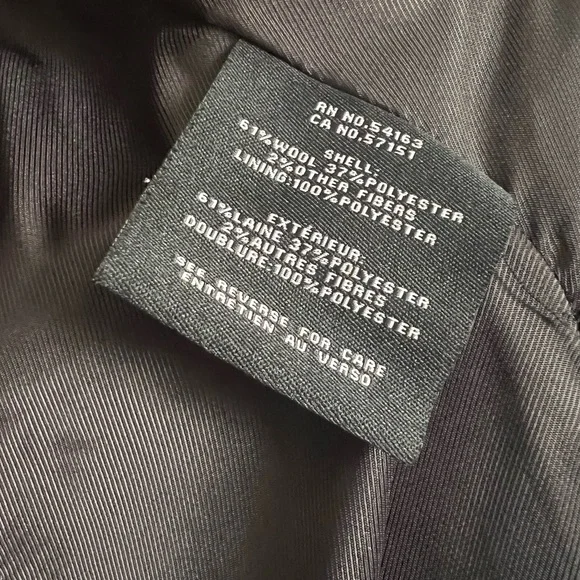 RN NO.54163
CA NO.57151
SHELL:
61%WOOL 37%POLYESTER
2%OTHER FIBERS
LINING:100%POLYESTER
EXTÉRIEUR:
61%LAINE 37%POLYESTER
2%AUTRES FIBRES
DOUBLURE:100%POLYESTER
SEE REVERSE FOR CARE
ENTRETIEN AU VERSO